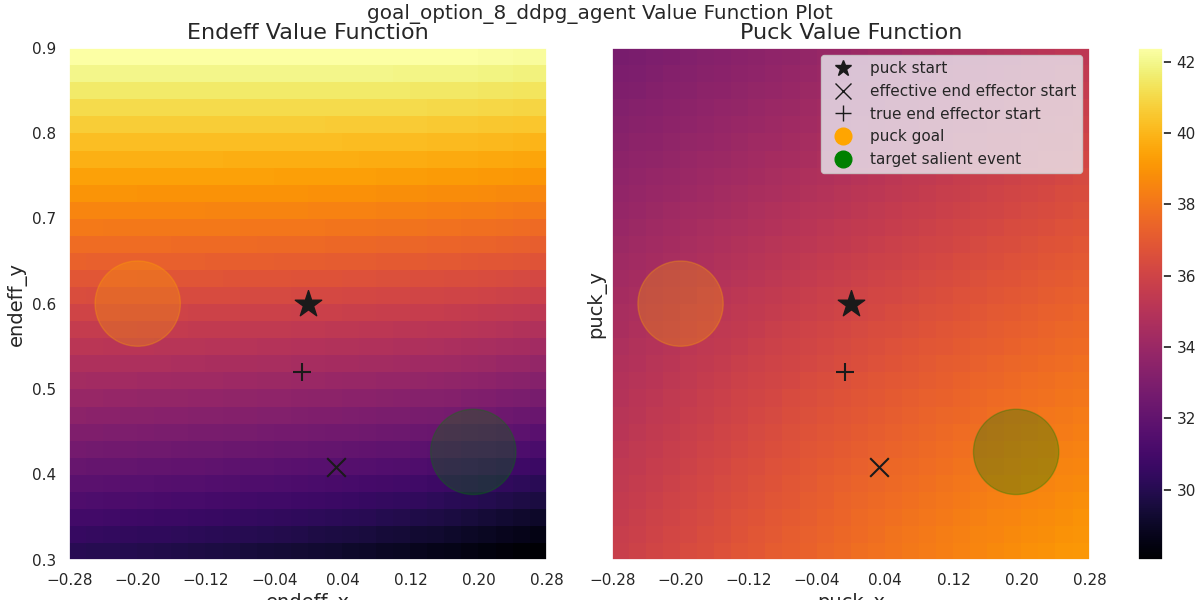 goal_option_8_ddpg_agent Value Function Plot
Endeff Value Function
0.9
0.8
0.7
0.6
0.5
0.4
0.3
endeff_y
−0.28 −0.20 −0.12 −0.04 0.04 0.12 0.20 0.28
endeff_x
Puck Value Function
puck start
effective end effector start
true end effector start
puck goal
target salient event
puck_y
−0.28 −0.20 −0.12 −0.04 0.04 0.12 0.20 0.28
puck_x
42
40
38
36
34
32
30